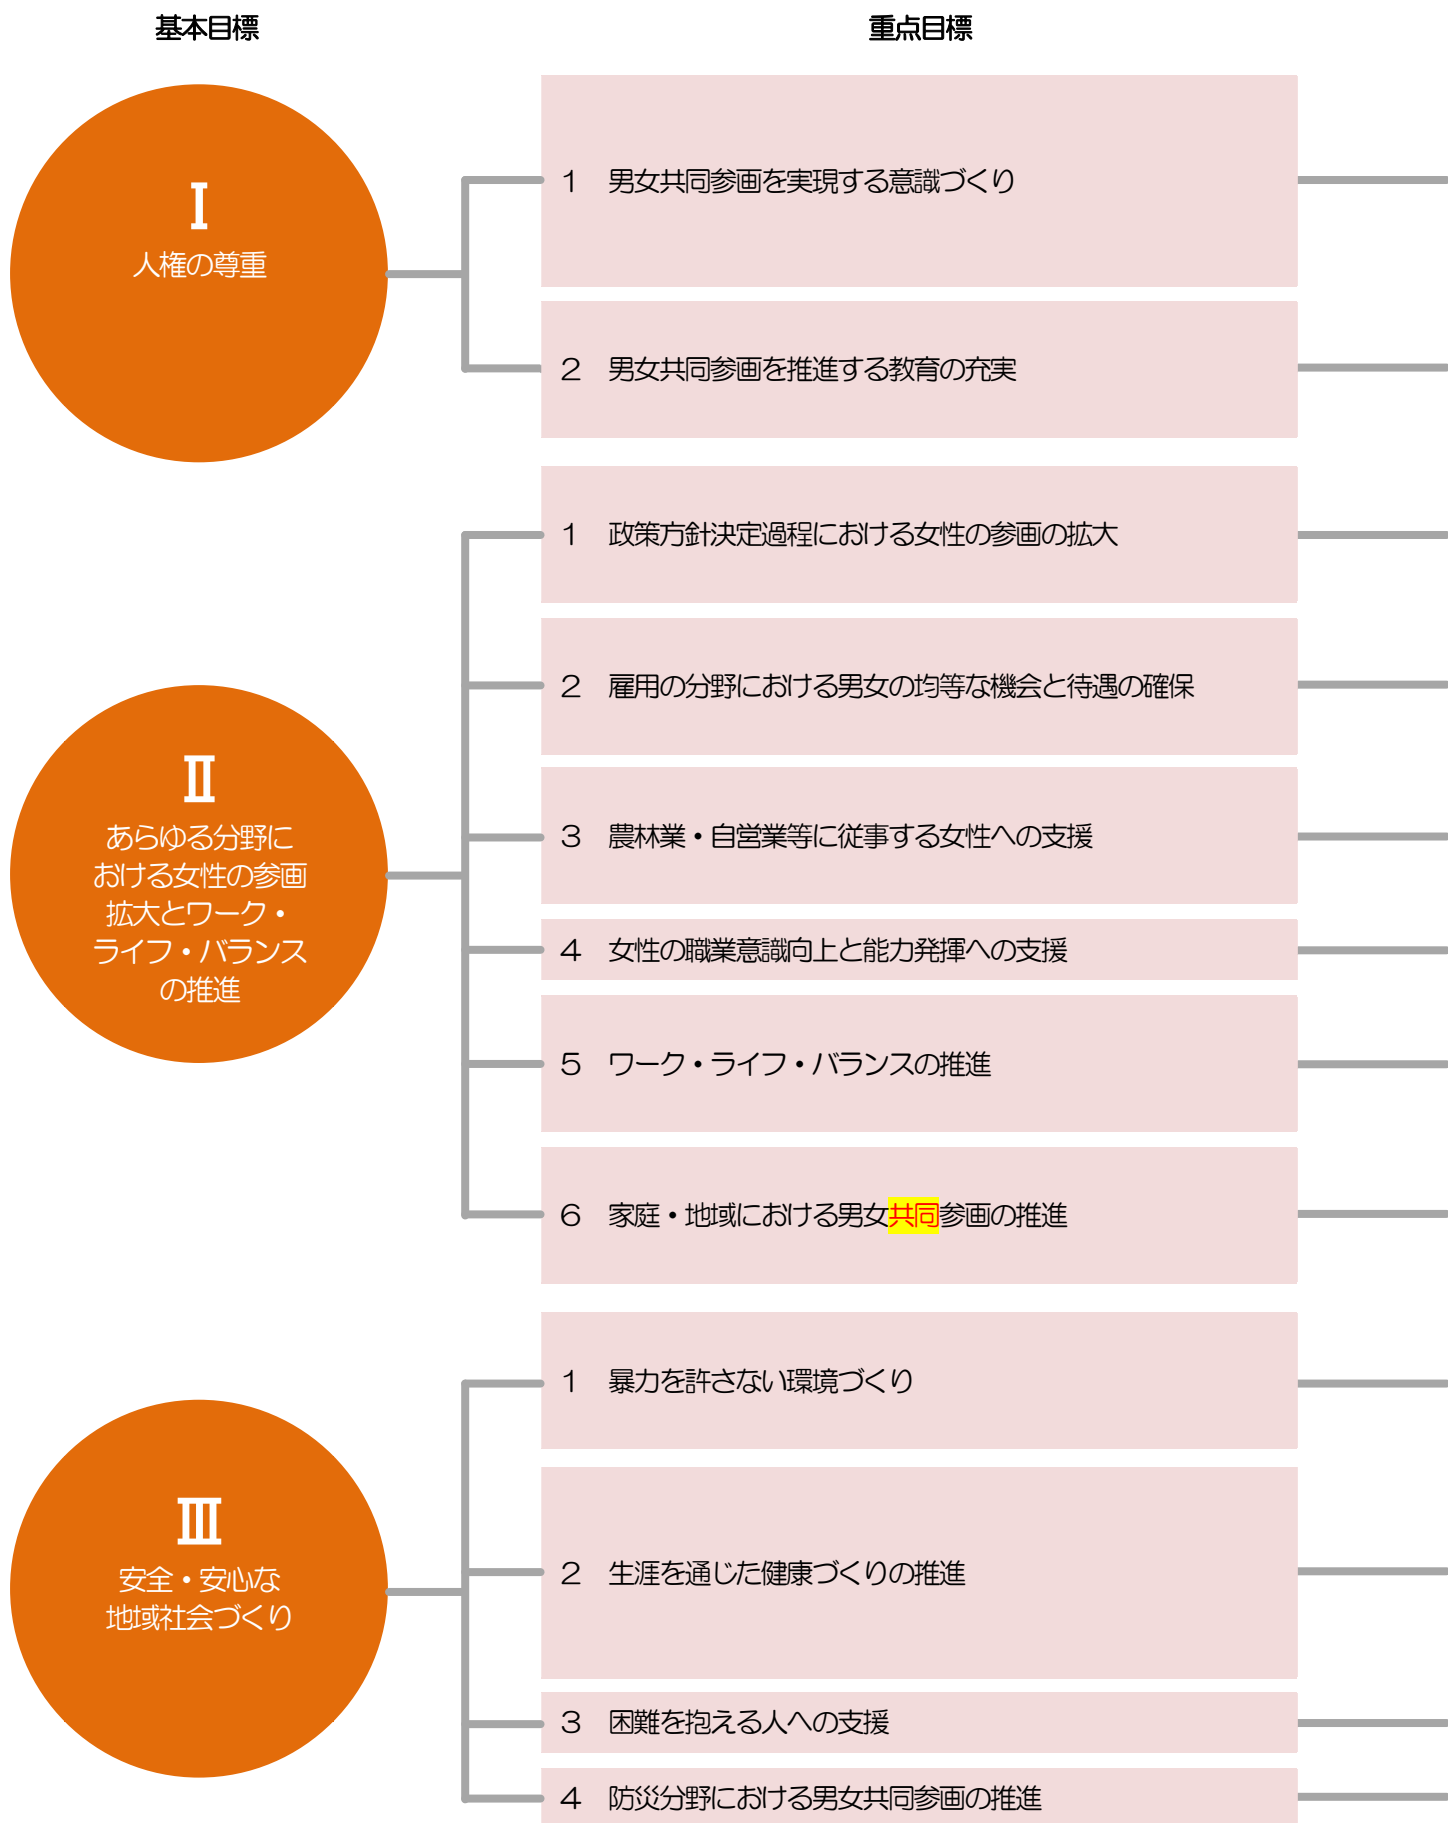 基本目標
重点目標
Ⅰ
人権の尊重
1 男女共同参画を実現する意識づくり
2 男女共同参画を推進する教育の充実
Ⅱ
あらゆる分野に
おける女性の参画
拡大とワーク・
ライフ・バランス
の推進
1 政策方針決定過程における女性の参画の拡大
2 雇用の分野における男女の均等な機会と待遇の確保
3 農林業・自営業等に従事する女性への支援
4 女性の職業意識向上と能力発揮への支援
5 ワーク・ライフ・バランスの推進
6 家庭・地域における男女共同参画の推進
Ⅲ
安全・安心な
地域社会づくり
1 暴力を許さない環境づくり
2 生涯を通じた健康づくりの推進
3 困難を抱える人への支援
4 防災分野における男女共同参画の推進